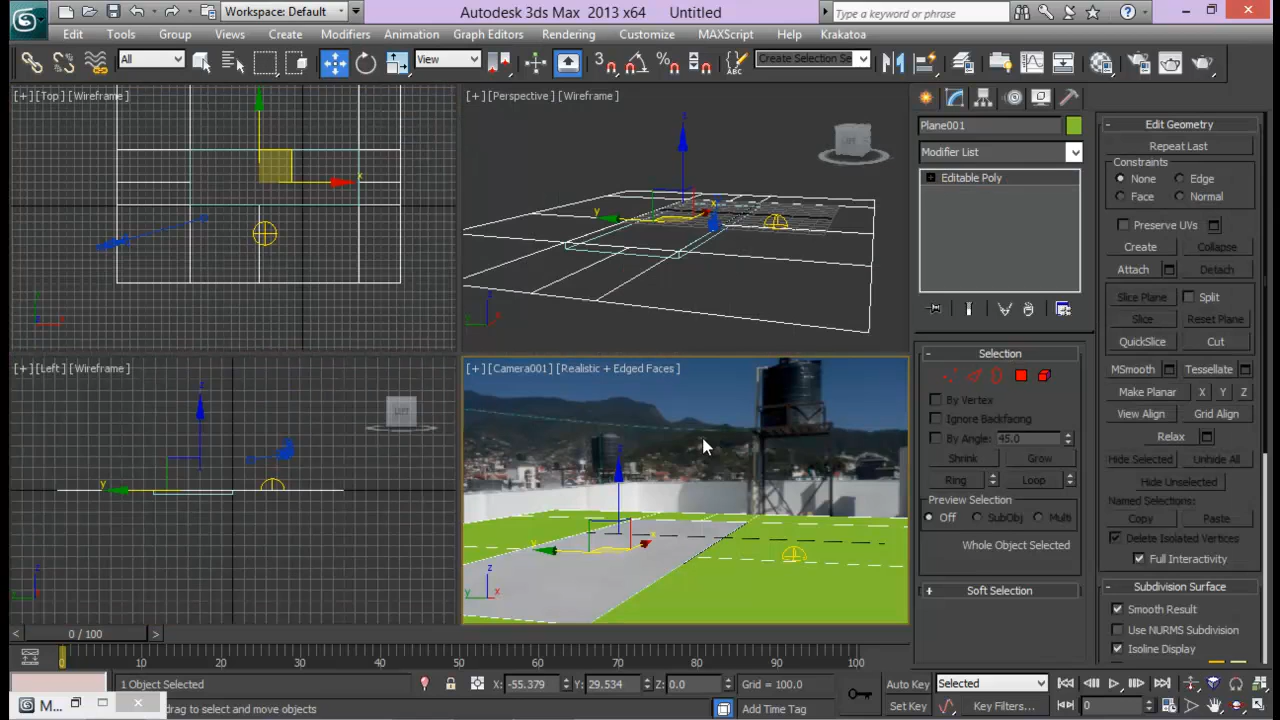 Workspace: Default
Autodesk 3ds Max 2013 x64 Untitled
Type a keyword or phrase
Edit Tools Group Views Create Modifiers Animation Graph Editors Rendering Customize MAXScript Help Krakatoa
All
View
3
ABC
Create Selection Se
[+] [Top] [Wireframe]
[+] [Perspective] [Wireframe]
[+] [Left] [Wireframe]
[+] [Camera001] [Realistic + Edged Faces]
Plane001
Modifier List
Editable Poly
Selection
By Vertex
Ignore Backfacing
By Angle: 45.0
Shrink Grow
Ring Loop
Preview Selection
Off SubObj Multi
Whole Object Selected
Soft Selection
Edit Geometry
Repeat Last
Constraints
None Edge
Face Normal
Preserve UVs
Create Collapse
Attach Detach
Slice Plane Split
Slice Reset Plane
QuickSlice Cut
MSmooth Tessellate
Make Planar X Y Z
View Align Grid Align
Relax
Hide Selected Unhide All
Hide Unselected
Named Selections:
Copy Paste
Delete Isolated Vertices
Full Interactivity
Subdivision Surface
Smooth Result
Use NURMS Subdivision
Isoline Display
< 0 / 100 >
0 10 20 30 40 50 60 70 80 90 100
1 Object Selected X: -55.379 Y: 29.534 Z: 0.0 Grid = 100.0
Auto Key Selected
M...
drag to select and move objects
Add Time Tag
Set Key Key Filters... 0